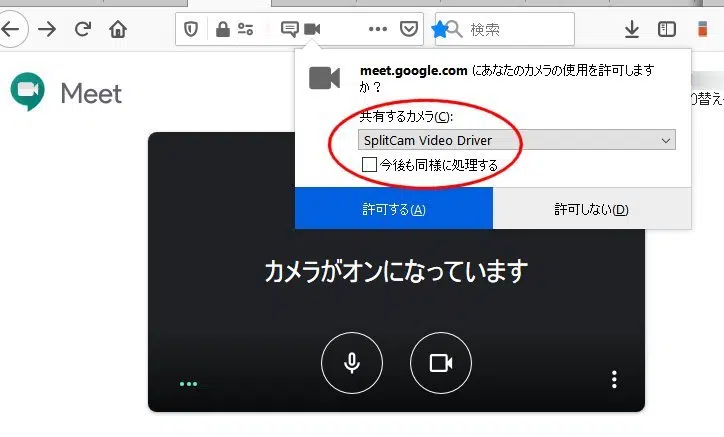 検索
meet.google.com にあなたのカメラの使用を許可します
か？
Meet
共有するカメラ(C):
SplitCam Video Driver
今後も同様に処理する
許可する(A)
許可しない(D)
カメラがオンになっています